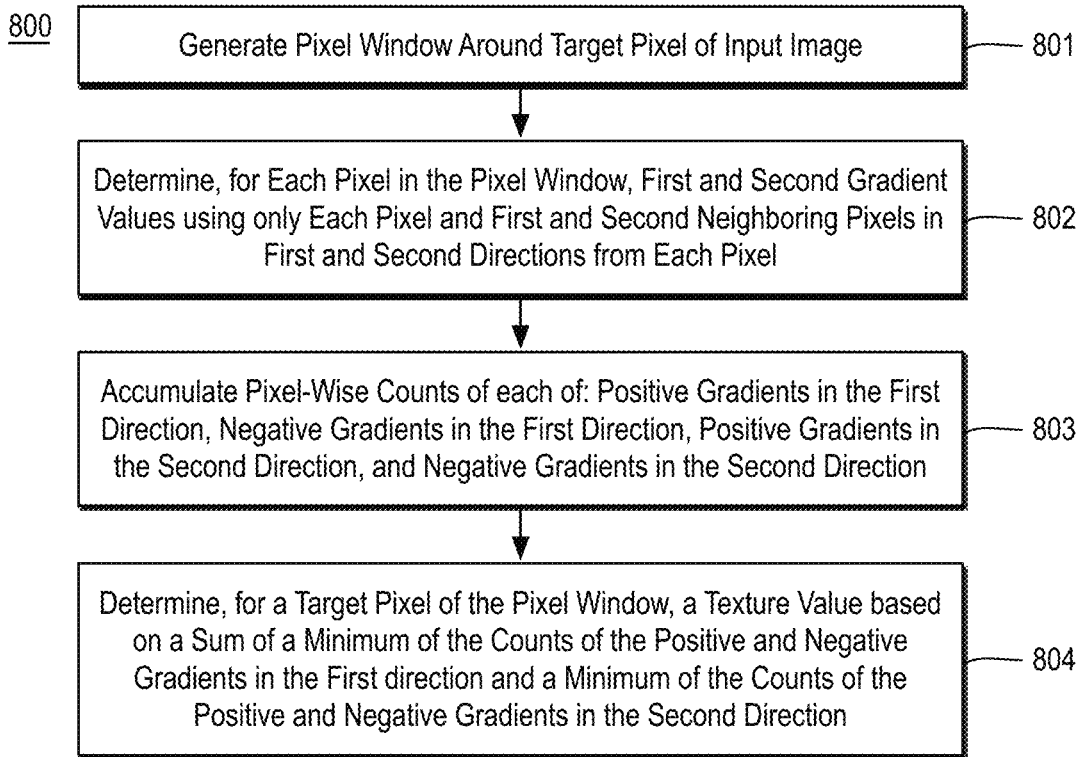 800
Generate Pixel Window Around Target Pixel of Input Image
801
Determine, for Each Pixel in the Pixel Window, First and Second Gradient
Values using only Each Pixel and First and Second Neighboring Pixels in
First and Second Directions from Each Pixel
802
Accumulate Pixel-Wise Counts of each of: Positive Gradients in the First
Direction, Negative Gradients in the First Direction, Positive Gradients in
the Second Direction, and Negative Gradients in the Second Direction
803
Determine, for a Target Pixel of the Pixel Window, a Texture Value based
on a Sum of a Minimum of the Counts of the Positive and Negative
Gradients in the First direction and a Minimum of the Counts of the
Positive and Negative Gradients in the Second Direction
804